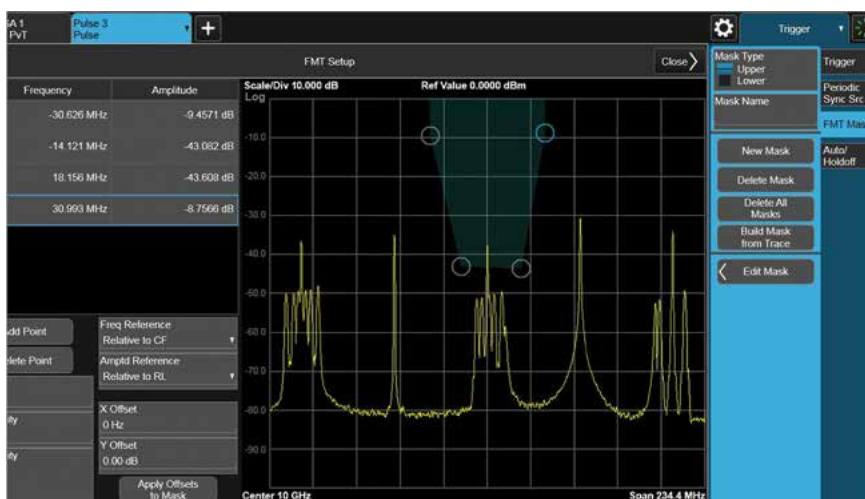 SA 1
PvT
Pulse 3
Pulse
+
Trigger
FMT Setup
Close
Frequency Amplitude
-30.626 MHz -9.4571 dB
-14.121 MHz -43.082 dB
18.156 MHz -43.608 dB
30.993 MHz -8.7566 dB
Scale/Div 10.000 dB Ref Value 0.0000 dBm
Log
-10.0
-20.0
-30.0
-40.0
-50.0
-60.0
-70.0
-80.0
-90.0
Center 10 GHz Span 234.4 MHz
dd Point
elete Point
ity
ity
Freq Reference
Relative to CF
Amptd Reference
Relative to RL
X Offset
0 Hz
Y Offset
0.00 dB
Apply Offsets
to Mask
Mask Type
Upper
Lower
Mask Name
New Mask
Delete Mask
Delete All
Masks
Build Mask
from Trace
Edit Mask
Trigger
Periodic
Sync Src
FMT Mas
Auto/
Holdoff